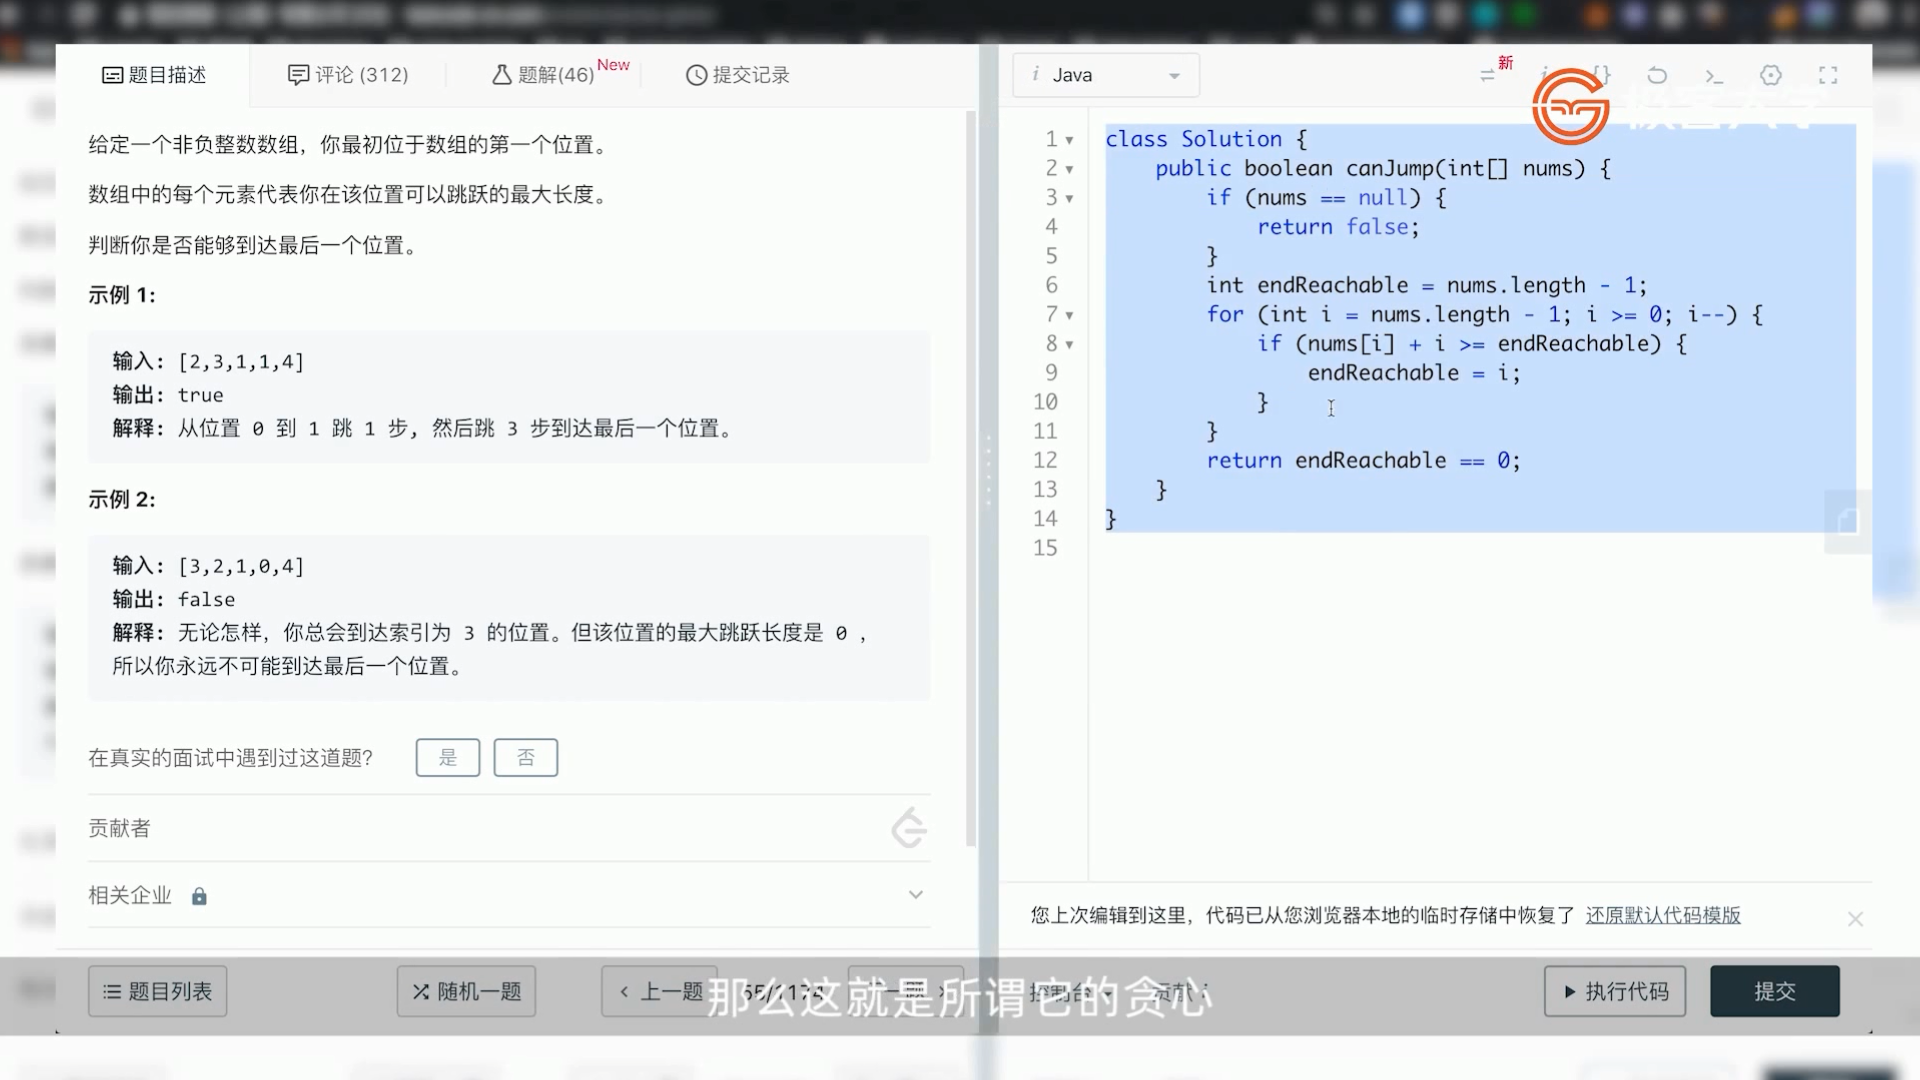 题目描述
评论 (312)
题解(46)
New
提交记录
给定一个非负整数数组，你最初位于数组的第一个位置。
数组中的每个元素代表你在该位置可以跳跃的最大长度。
判断你是否能够到达最后一个位置。
示例 1:
输入: [2,3,1,1,4]
输出: true
解释: 从位置 0 到 1 跳 1 步, 然后跳 3 步到达最后一个位置。
示例 2:
输入: [3,2,1,0,4]
输出: false
解释: 无论怎样，你总会到达索引为 3 的位置。但该位置的最大跳跃长度是 0 ，
所以你永远不可能到达最后一个位置。
在真实的面试中遇到过这道题?
是
否
贡献者
相关企业
题目列表
随机一题
上一题
i Java
新
1 class Solution {
2 public boolean canJump(int[] nums) {
3 if (nums == null) {
4 return false;
5 }
6 int endReachable = nums.length - 1;
7 for (int i = nums.length - 1; i >= 0; i--) {
8 if (nums[i] + i >= endReachable) {
9 endReachable = i;
10 }
11 }
12 return endReachable == 0;
13 }
14 }
15
您上次编辑到这里，代码已从您浏览器本地的临时存储中恢复了 还原默认代码模版
执行代码
提交
那么这就是所谓它的贪心